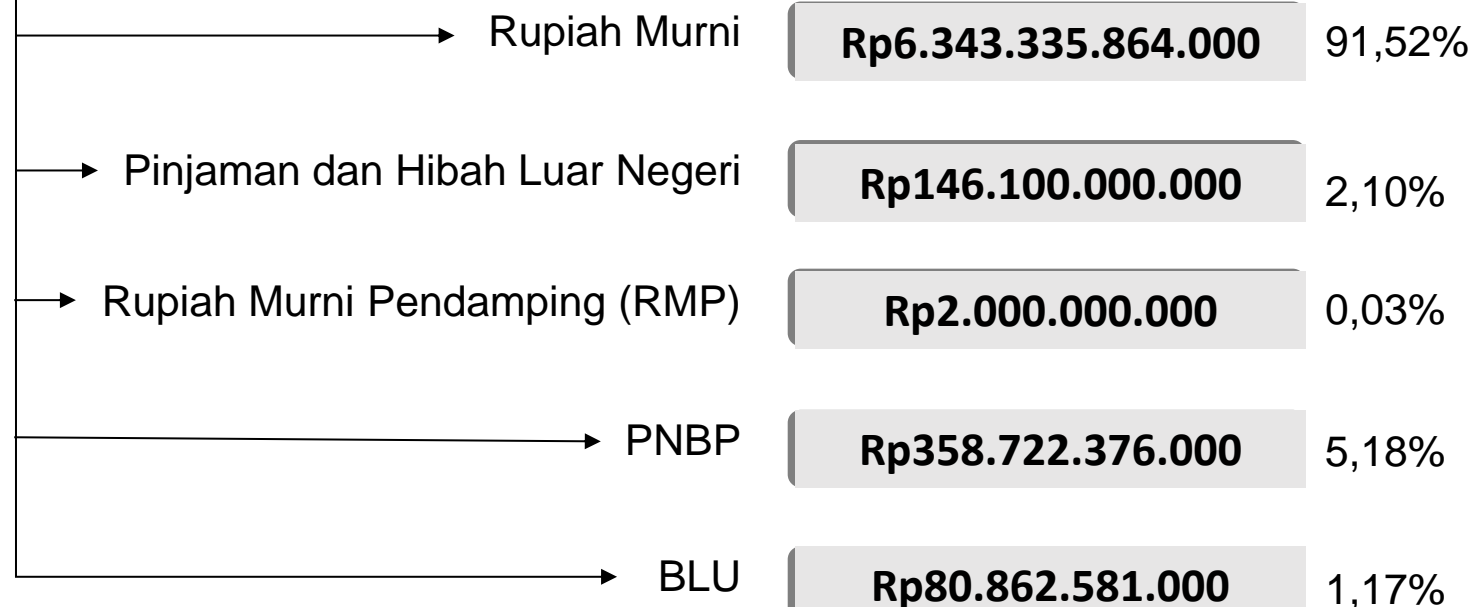 Rupiah Murni Rp6.343.335.864.000 91,52%
Pinjaman dan Hibah Luar Negeri Rp146.100.000.000 2,10%
Rupiah Murni Pendamping (RMP) Rp2.000.000.000 0,03%
PNBP Rp358.722.376.000 5,18%
BLU Rp80.862.581.000 1,17%